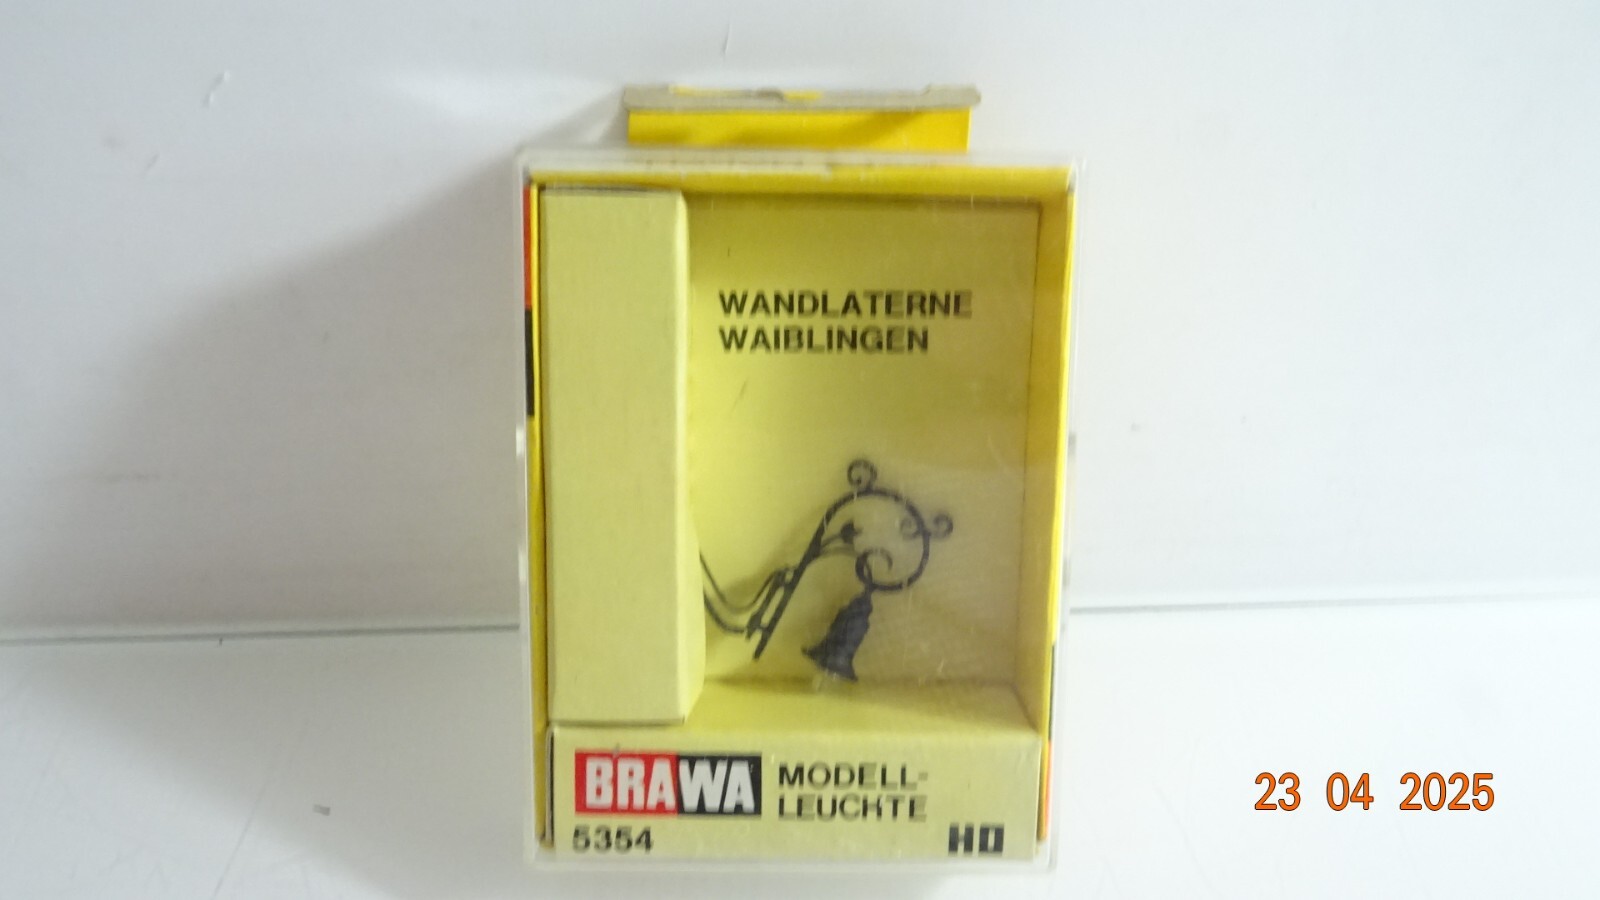 WANDLATERNE
WAIBLINGEN
BRAWA
MODELL-
LEUCHTE
5354
HO
23 04 2025